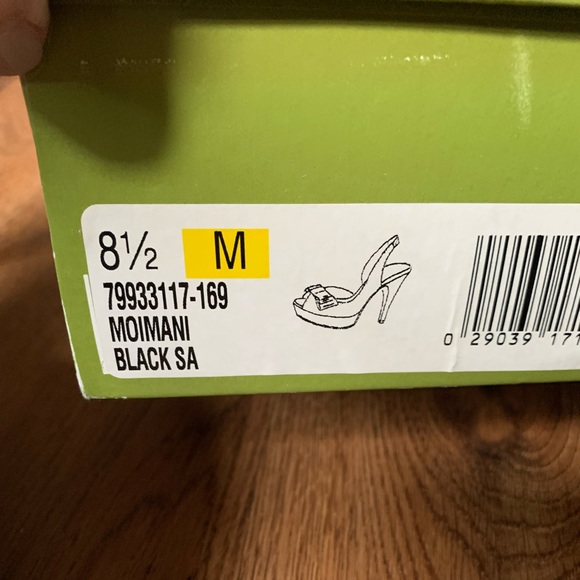 8½ M
79933117-169
MOIMANI
BLACK SA
0 29039 171